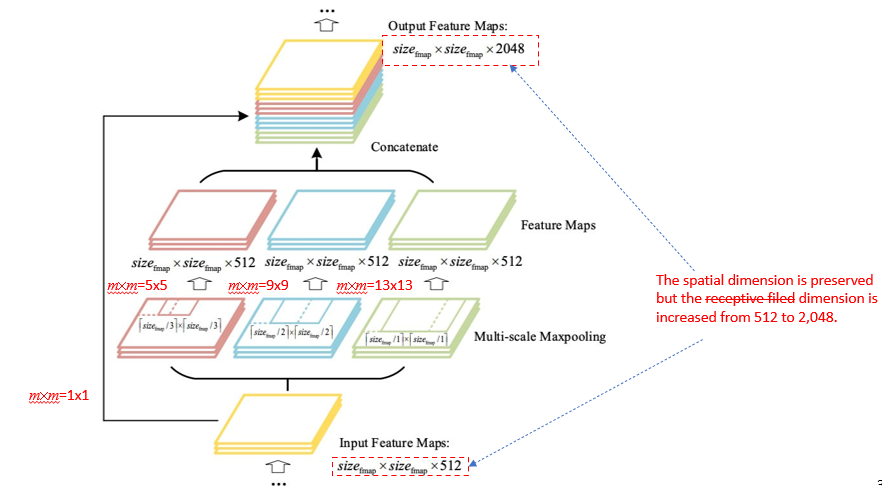 ...
Output Feature Maps:
size_fmap × size_fmap × 2048
Concatenate
Feature Maps
size_fmap × size_fmap × 512 size_fmap × size_fmap × 512 size_fmap × size_fmap × 512
m×m=5x5 m×m=9x9 m×m=13x13
⌈size_fmap /3⌉×⌈size_fmap /3⌉ ⌈size_fmap /2⌉×⌈size_fmap /2⌉ ⌈size_fmap /1⌉×⌈size_fmap /1⌉
Multi-scale Maxpooling
The spatial dimension is preserved
but the receptive filed dimension is
increased from 512 to 2,048.
m×m=1x1
Input Feature Maps:
size_fmap × size_fmap × 512
...